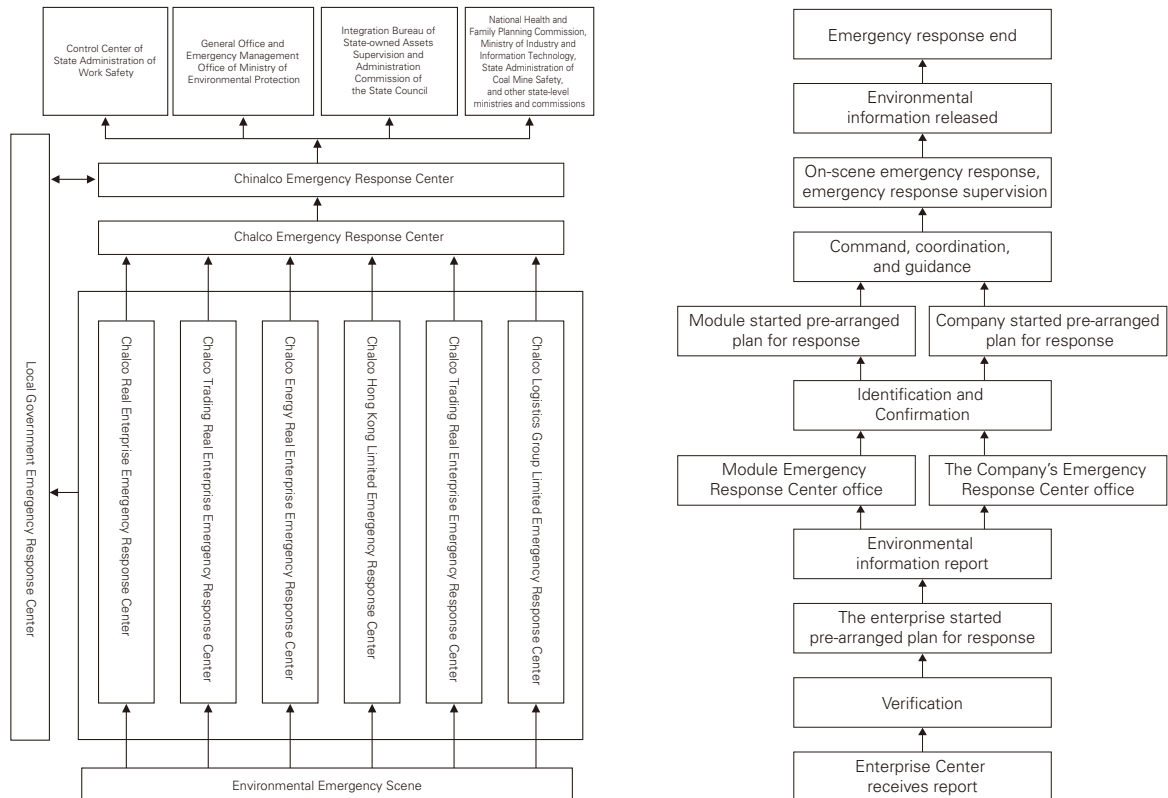 Control Center of
State Administration of
Work Safety
General Office and
Emergency Management
Office of Ministry of
Environmental Protection
Integration Bureau of
State-owned Assets
Supervision and
Administration
Commission of
the State Council
National Health and
Family Planning Commission,
Ministry of Industry and
Information Technology,
State Administration of
Coal Mine Safety,
and other state-level
ministries and commissions
Chinalco Emergency Response Center
Chalco Emergency Response Center
Local Government Emergency Response Center
Chalco Real Enterprise Emergency Response Center
Chalco Trading Real Enterprise Emergency Response Center
Chalco Energy Real Enterprise Emergency Response Center
Chalco Hong Kong Limited Emergency Response Center
Chalco Trading Real Enterprise Emergency Response Center
Chalco Logistics Group Limited Emergency Response Center
Environmental Emergency Scene
Emergency response end
Environmental
information released
On-scene emergency response,
emergency response supervision
Command, coordination,
and guidance
Module started pre-arranged
plan for response
Company started pre-arranged
plan for response
Identification and
Confirmation
Module Emergency
Response Center office
The Company's Emergency
Response Center office
Environmental
information report
The enterprise started
pre-arranged plan for response
Verification
Enterprise Center
receives report